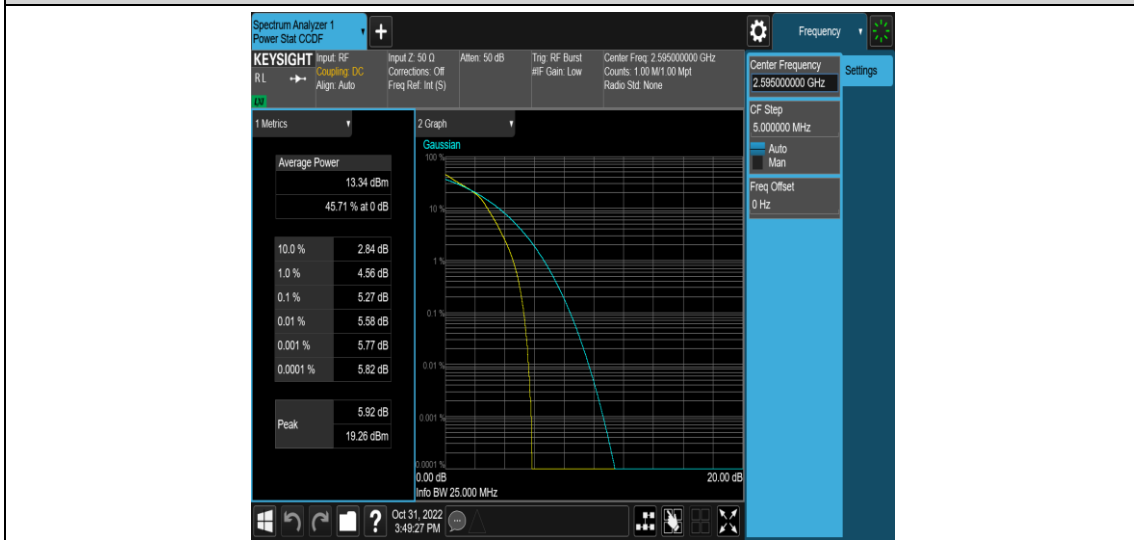 Spectrum Analyzer 1
Power Stat CCDF
+
Frequency
KEYSIGHT
RL
LXI
Input: RF
Coupling: DC
Align: Auto
Input Z: 50 Ω
Corrections: Off
Freq Ref: Int (S)
Atten: 50 dB
Trig: RF Burst
#IF Gain: Low
Center Freq: 2.595000000 GHz
Counts: 1.00 M/1.00 Mpt
Radio Std: None
Center Frequency
2.595000000 GHz
Settings
CF Step
5.000000 MHz
Auto
Man
Freq Offset
0 Hz
1 Metrics
Average Power
13.34 dBm
45.71 % at 0 dB
10.0 % 2.84 dB
1.0 % 4.56 dB
0.1 % 5.27 dB
0.01 % 5.58 dB
0.001 % 5.77 dB
0.0001 % 5.82 dB
Peak
5.92 dB
19.26 dBm
2 Graph
Gaussian
100 %
10 %
1 %
0.1 %
0.01 %
0.001 %
0.0001 %
0.00 dB 20.00 dB
Info BW 25.000 MHz
?
Oct 31, 2022
3:49:27 PM